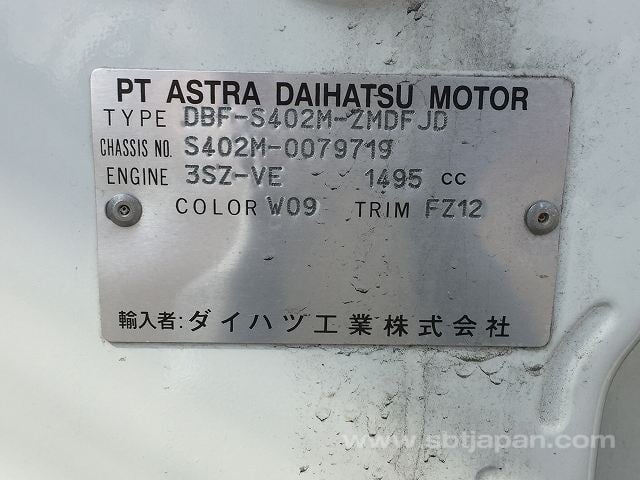 PT ASTRA DAIHATSU MOTOR
TYPE DBF-S402M-ZMDFJD
CHASSIS NO. S402M-0079719
ENGINE 3SZ-VE 1495 cc
COLOR W09 TRIM FZ12
輸入者:ダイハツ工業株式会社
www.sbtjapan.com